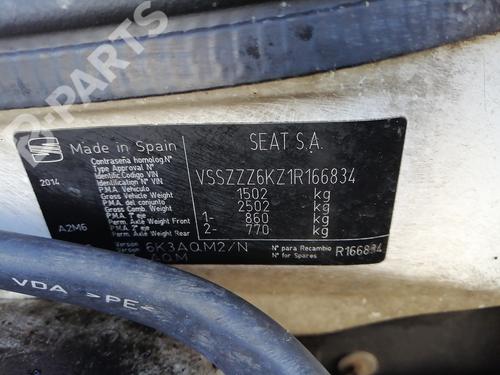 B-PARTS
Made in Spain
SEAT S.A.
Contraseña homolog.Nº
Type Approval Nº
Identific.Codigo VIN
Identification Nº VIN
VSSZZZ6KZ1R166834
2014
P.M.A. Vehículo
Gross Vehicle Weight
1502 kg
P.M.A. del conjunto
Gross Comb. Weight
2502 kg
P.M.A. 1º eje
Perm. Axle Weight Front
1- 860 kg
P.M.A. 2º eje
Perm. Axle Weight Rear
2- 770 kg
A2M6
Version
6K3AQM2/N
Nº para Recambio
Nº for Spares
R166834
AQM
VDA >PE<